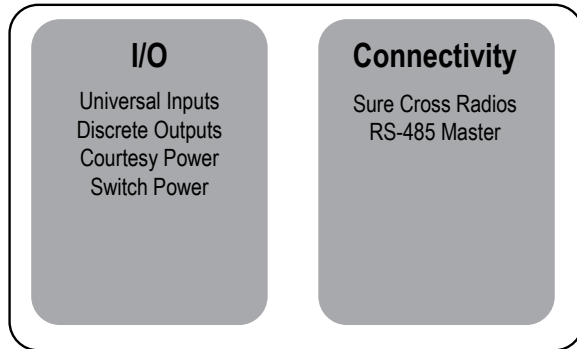 I/O
Universal Inputs
Discrete Outputs
Courtesy Power
Switch Power
Connectivity
Sure Cross Radios
RS-485 Master